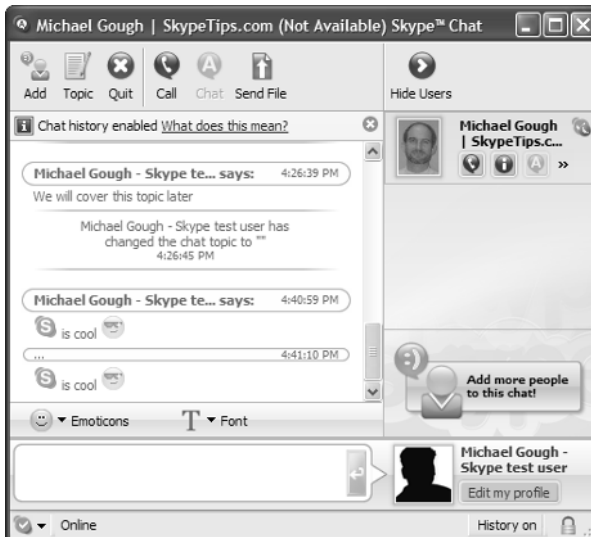 Michael Gough | SkypeTips.com (Not Available) Skype™ Chat
Add Topic Quit Call Chat Send File Hide Users
Chat history enabled What does this mean?
Michael Gough
| SkypeTips.c...
»
Michael Gough - Skype te... says: 4:26:39 PM
We will cover this topic later
Michael Gough - Skype test user has
changed the chat topic to ""
4:26:45 PM
Michael Gough - Skype te... says: 4:40:59 PM
S is cool
... 4:41:10 PM
S is cool
Add more people
to this chat!
Emoticons T Font
Michael Gough -
Skype test user
Edit my profile
Online History on